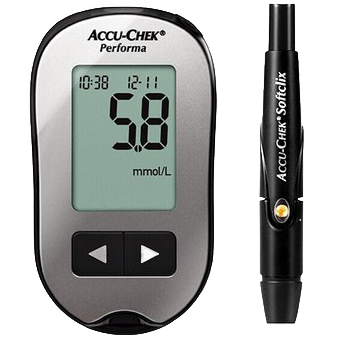 ACCU-CHEK®
Performa
10:38 12-11
5.8
mmol/L
ACCU-CHEK® Softclix